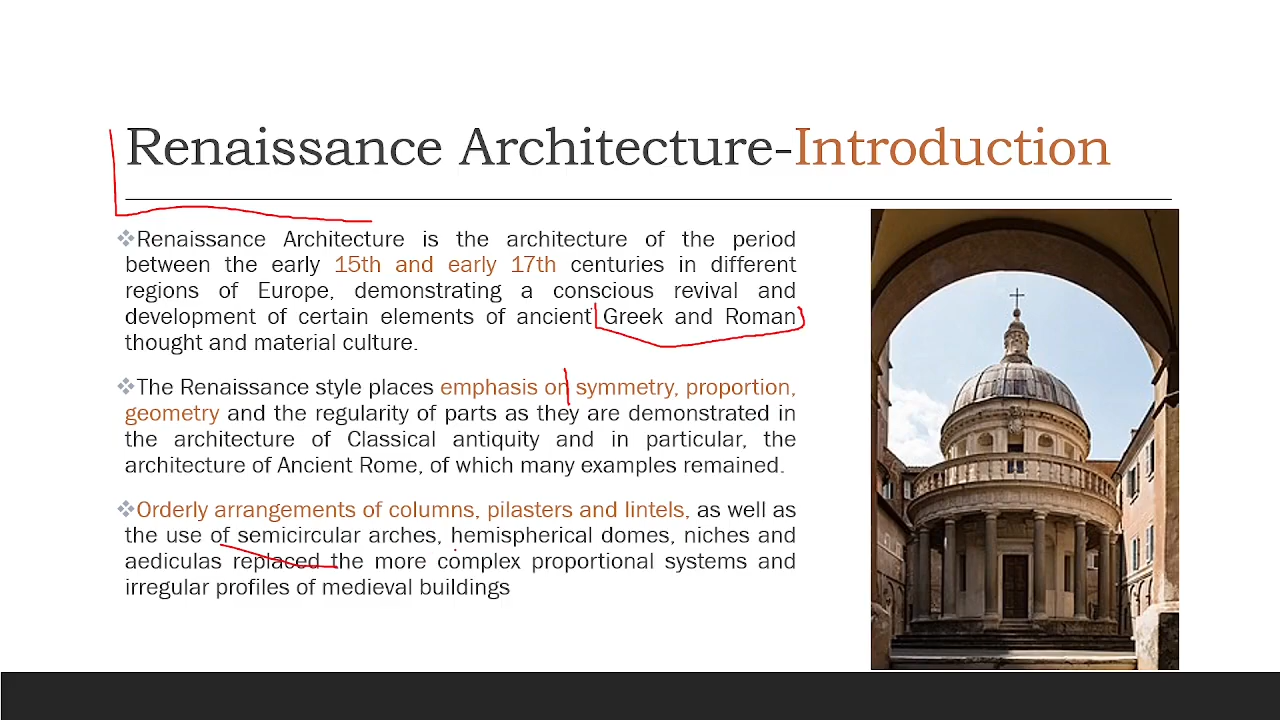 Renaissance Architecture-Introduction
❖Renaissance Architecture is the architecture of the period
between the early 15th and early 17th centuries in different
regions of Europe, demonstrating a conscious revival and
development of certain elements of ancient Greek and Roman
thought and material culture.
❖The Renaissance style places emphasis on symmetry, proportion,
geometry and the regularity of parts as they are demonstrated in
the architecture of Classical antiquity and in particular, the
architecture of Ancient Rome, of which many examples remained.
❖Orderly arrangements of columns, pilasters and lintels, as well as
the use of semicircular arches, hemispherical domes, niches and
aediculas replaced the more complex proportional systems and
irregular profiles of medieval buildings